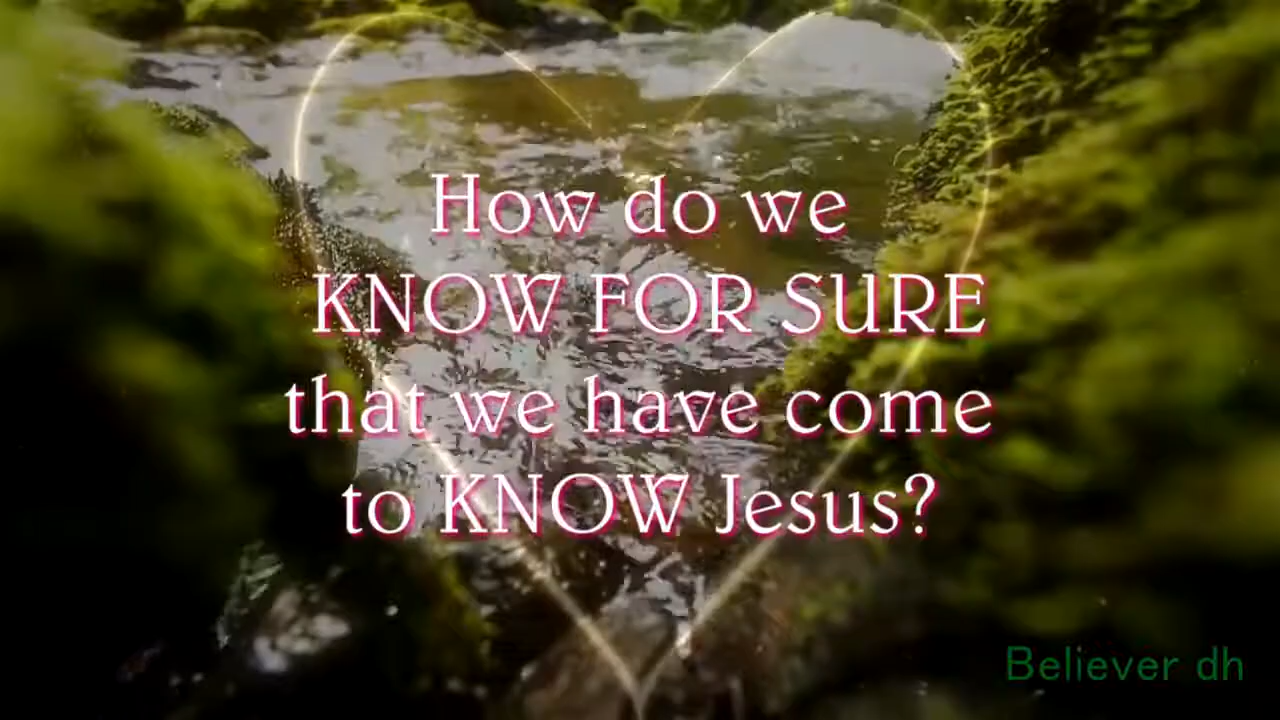 How do we
KNOW FOR SURE
that we have come
to KNOW Jesus?
Believer dh